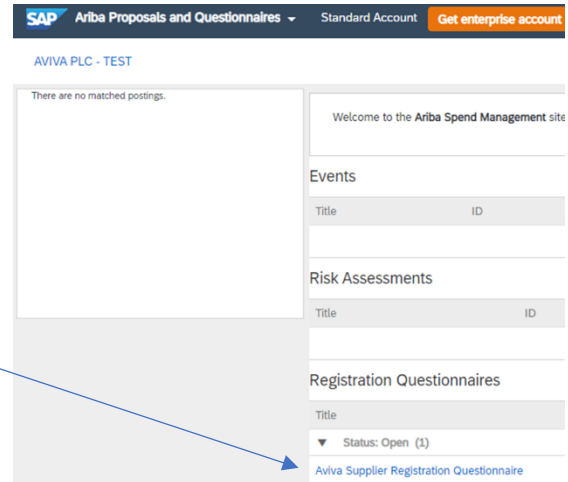 SAP Ariba Proposals and Questionnaires Standard Account Get enterprise account
AVIVA PLC - TEST
There are no matched postings.
Welcome to the Ariba Spend Management site
Events
Title ID
Risk Assessments
Title ID
Registration Questionnaires
Title
Status: Open (1)
Aviva Supplier Registration Questionnaire